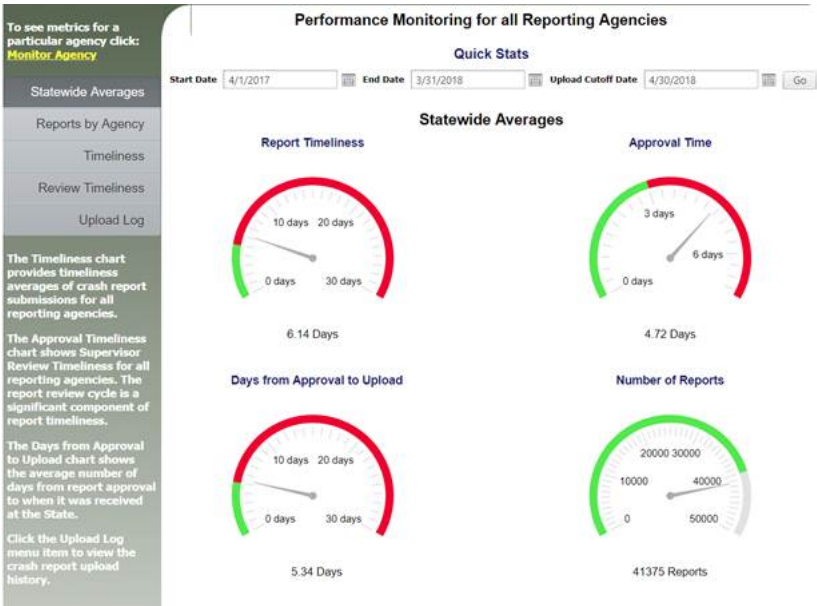 To see metrics for a
particular agency click:
Monitor Agency
Statewide Averages
Reports by Agency
Timeliness
Review Timeliness
Upload Log
The Timeliness chart
provides timeliness
averages of crash report
submissions for all
reporting agencies.
The Approval Timeliness
chart shows Supervisor
Review Timeliness for all
reporting agencies. The
report review cycle is a
significant component of
report timeliness.
The Days from Approval
to Upload chart shows
the average number of
days from report approval
to when it was received
at the State.
Click the Upload Log
menu item to view the
crash report upload
history.
Performance Monitoring for all Reporting Agencies
Quick Stats
Start Date 4/1/2017 End Date 3/31/2018 Upload Cutoff Date 4/30/2018 Go
Statewide Averages
Report Timeliness
10 days 20 days
0 days 30 days
6.14 Days
Approval Time
3 days
6 days
0 days
4.72 Days
Days from Approval to Upload
10 days 20 days
0 days 30 days
5.34 Days
Number of Reports
20000 30000
10000 40000
0 50000
41375 Reports